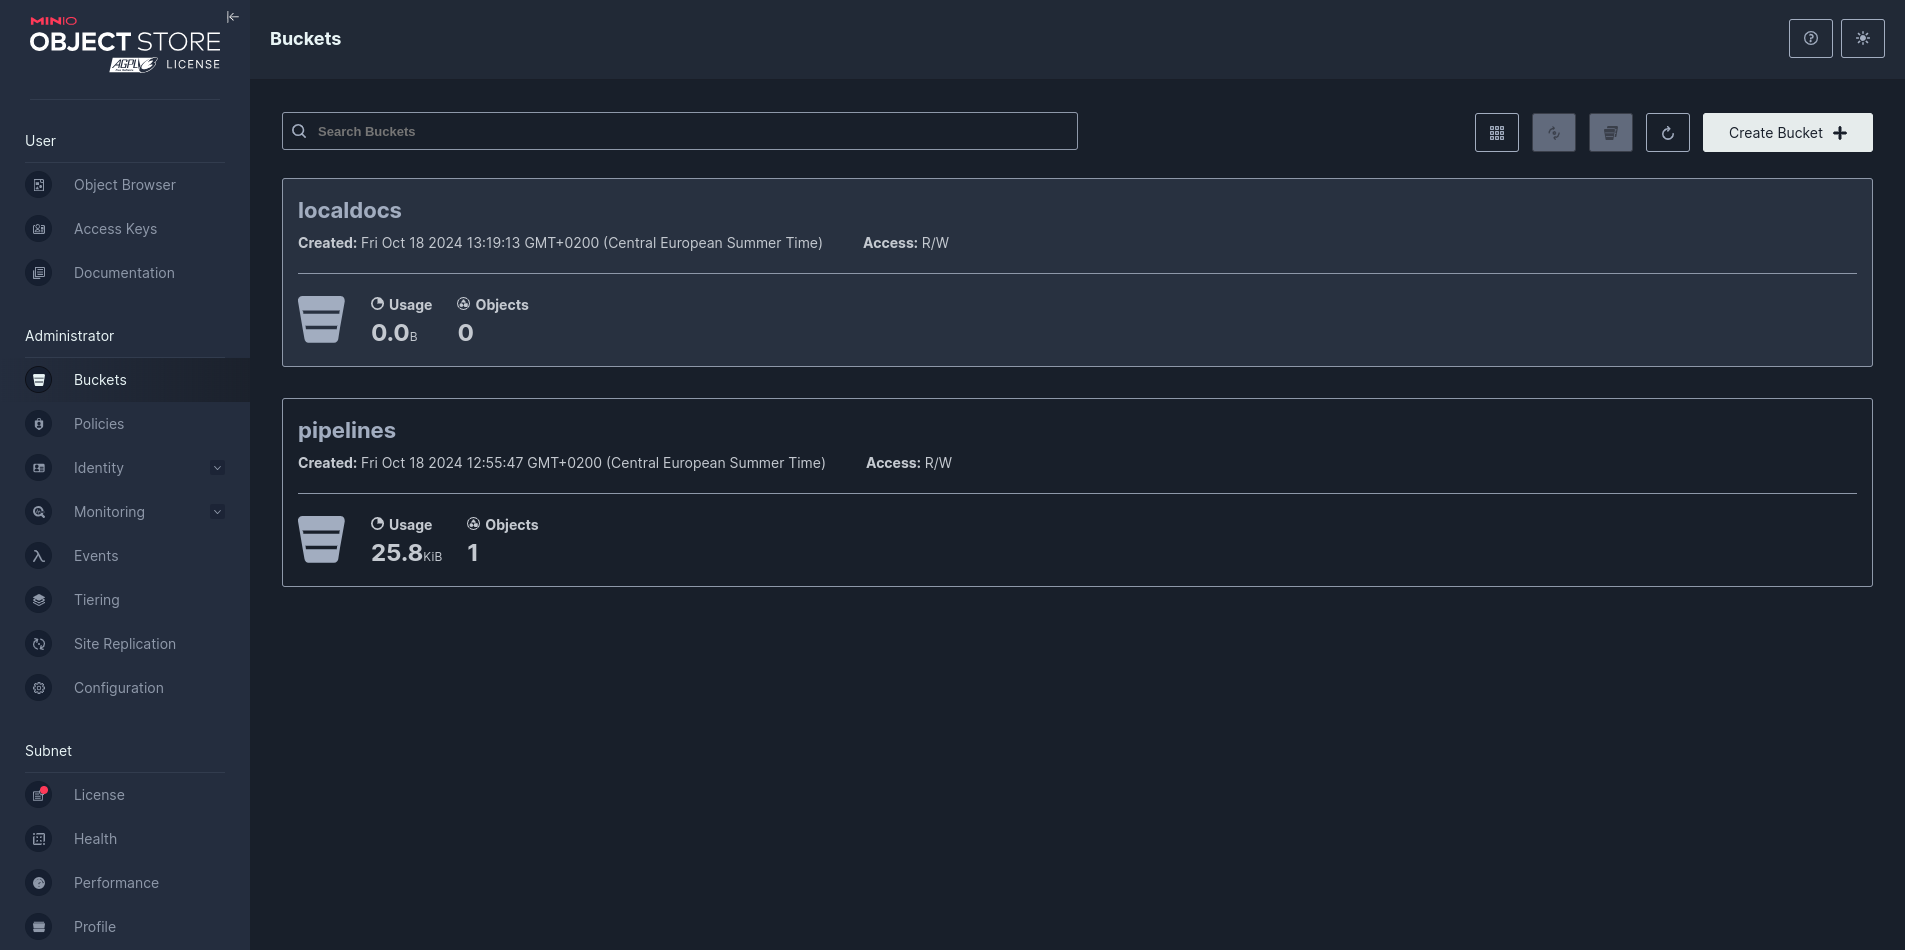 MINIO
OBJECT STORE
AGPLv3 LICENSE
User
Object Browser
Access Keys
Documentation
Administrator
Buckets
Policies
Identity
Monitoring
Events
Tiering
Site Replication
Configuration
Subnet
License
Health
Performance
Profile
Buckets
Search Buckets
Create Bucket
localdocs
Created: Fri Oct 18 2024 13:19:13 GMT+0200 (Central European Summer Time) Access: R/W
Usage Objects
0.0B 0
pipelines
Created: Fri Oct 18 2024 12:55:47 GMT+0200 (Central European Summer Time) Access: R/W
Usage Objects
25.8KiB 1